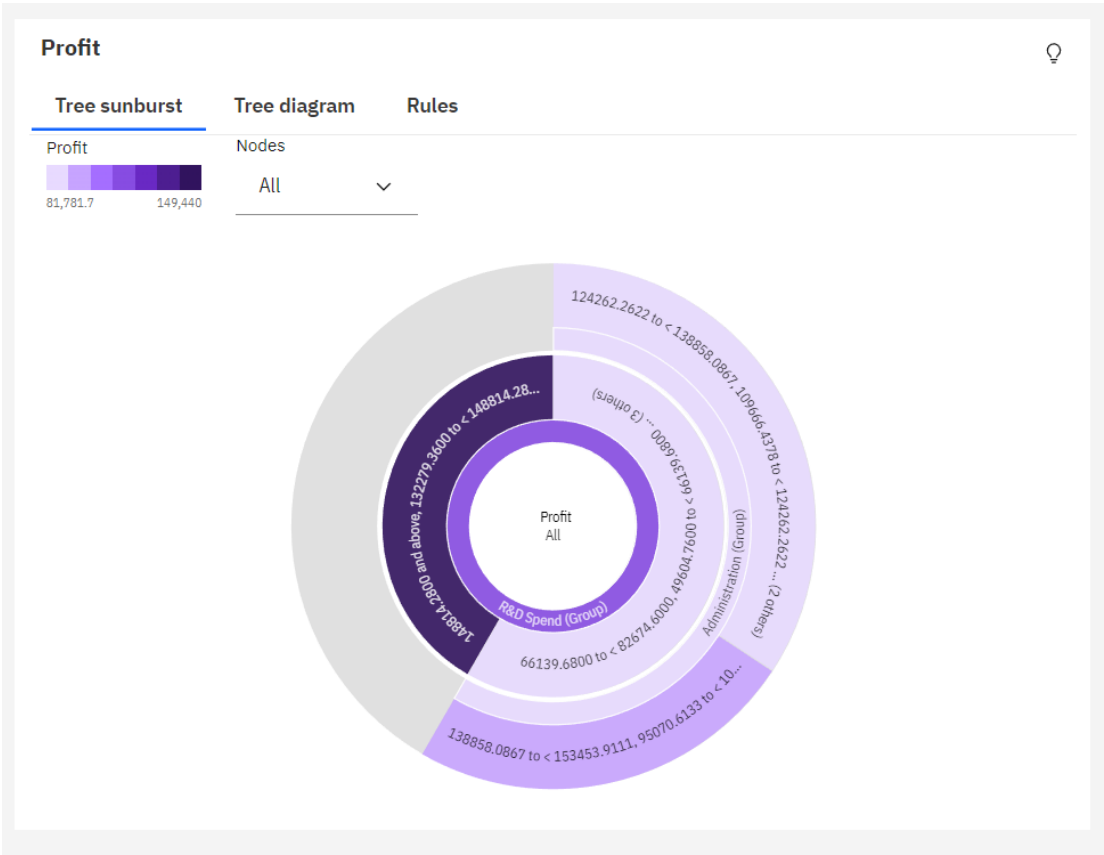 Profit
Tree sunburst
Tree diagram
Rules
Profit
Nodes
All
81,781.7
149,440
124262.2622 to < 138858.0867, 109666.4378 to < 124262.2622 ... (2 others)
148814.2800 and above, 132279.3600 to < 148814.28...
66139.6800 to < 82674.6000, 49604.7600 to < 66139.6800 ... (3 others)
Profit
All
R&D Spend (Group)
Administration (Group)
138858.0867 to < 153453.9111, 95070.6133 to < 10...